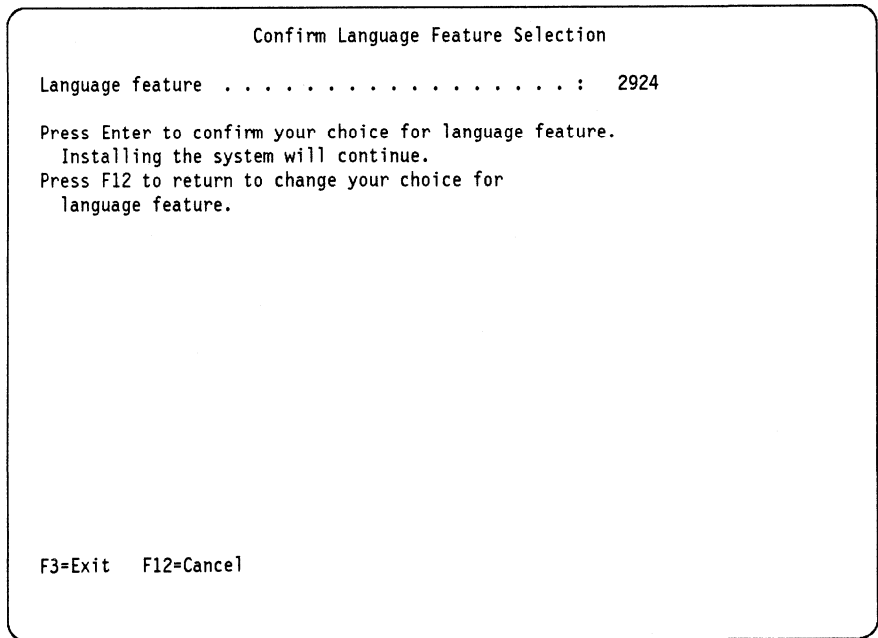 Confirm Language Feature Selection
Language feature . . . . . . . . . . . . . . . . . : 2924
Press Enter to confirm your choice for language feature.
Installing the system will continue.
Press F12 to return to change your choice for
language feature.
F3=Exit F12=Cancel